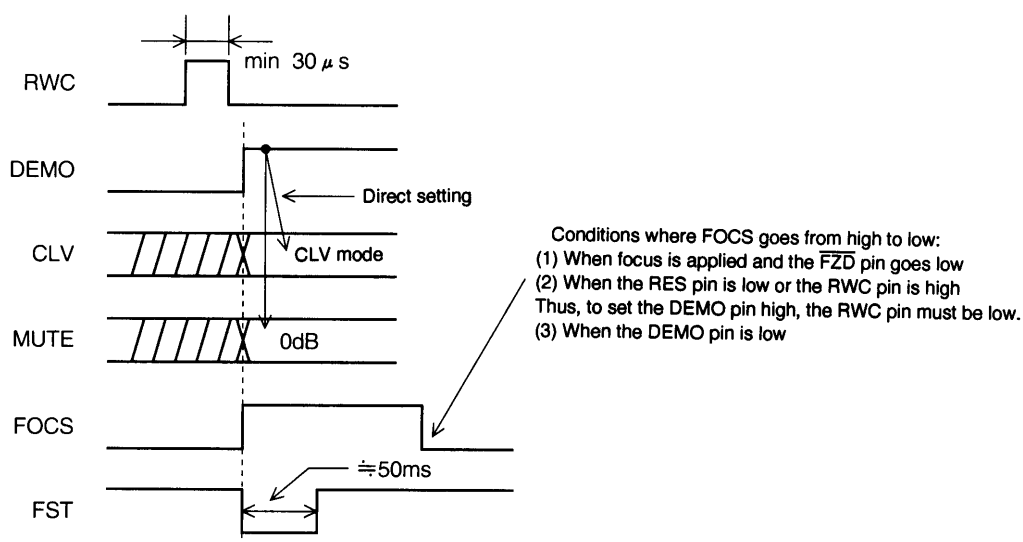 min 30 μs
RWC
DEMO
Direct setting
CLV
CLV mode
MUTE
0dB
FOCS
≒50ms
FST
Conditions where FOCS goes from high to low:
(1) When focus is applied and the F̅Z̅D̅ pin goes low
(2) When the RES pin is low or the RWC pin is high
Thus, to set the DEMO pin high, the RWC pin must be low.
(3) When the DEMO pin is low